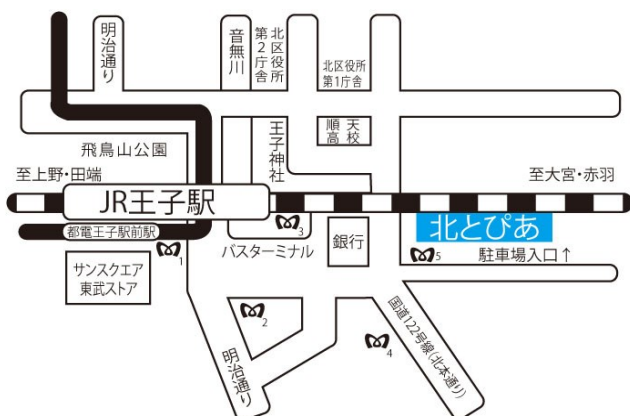 明治通り
音無川
北区役所
第2庁舎
北区役所
第1庁舎
順天
高校
王子神社
飛鳥山公園
至上野・田端
至大宮・赤羽
JR王子駅
北とぴあ
都電王子駅前駅
3
バスターミナル
銀行
5
駐車場入口↑
1
サンスクエア
東武ストア
2
4
明治通り
国道122号線(北本通り)